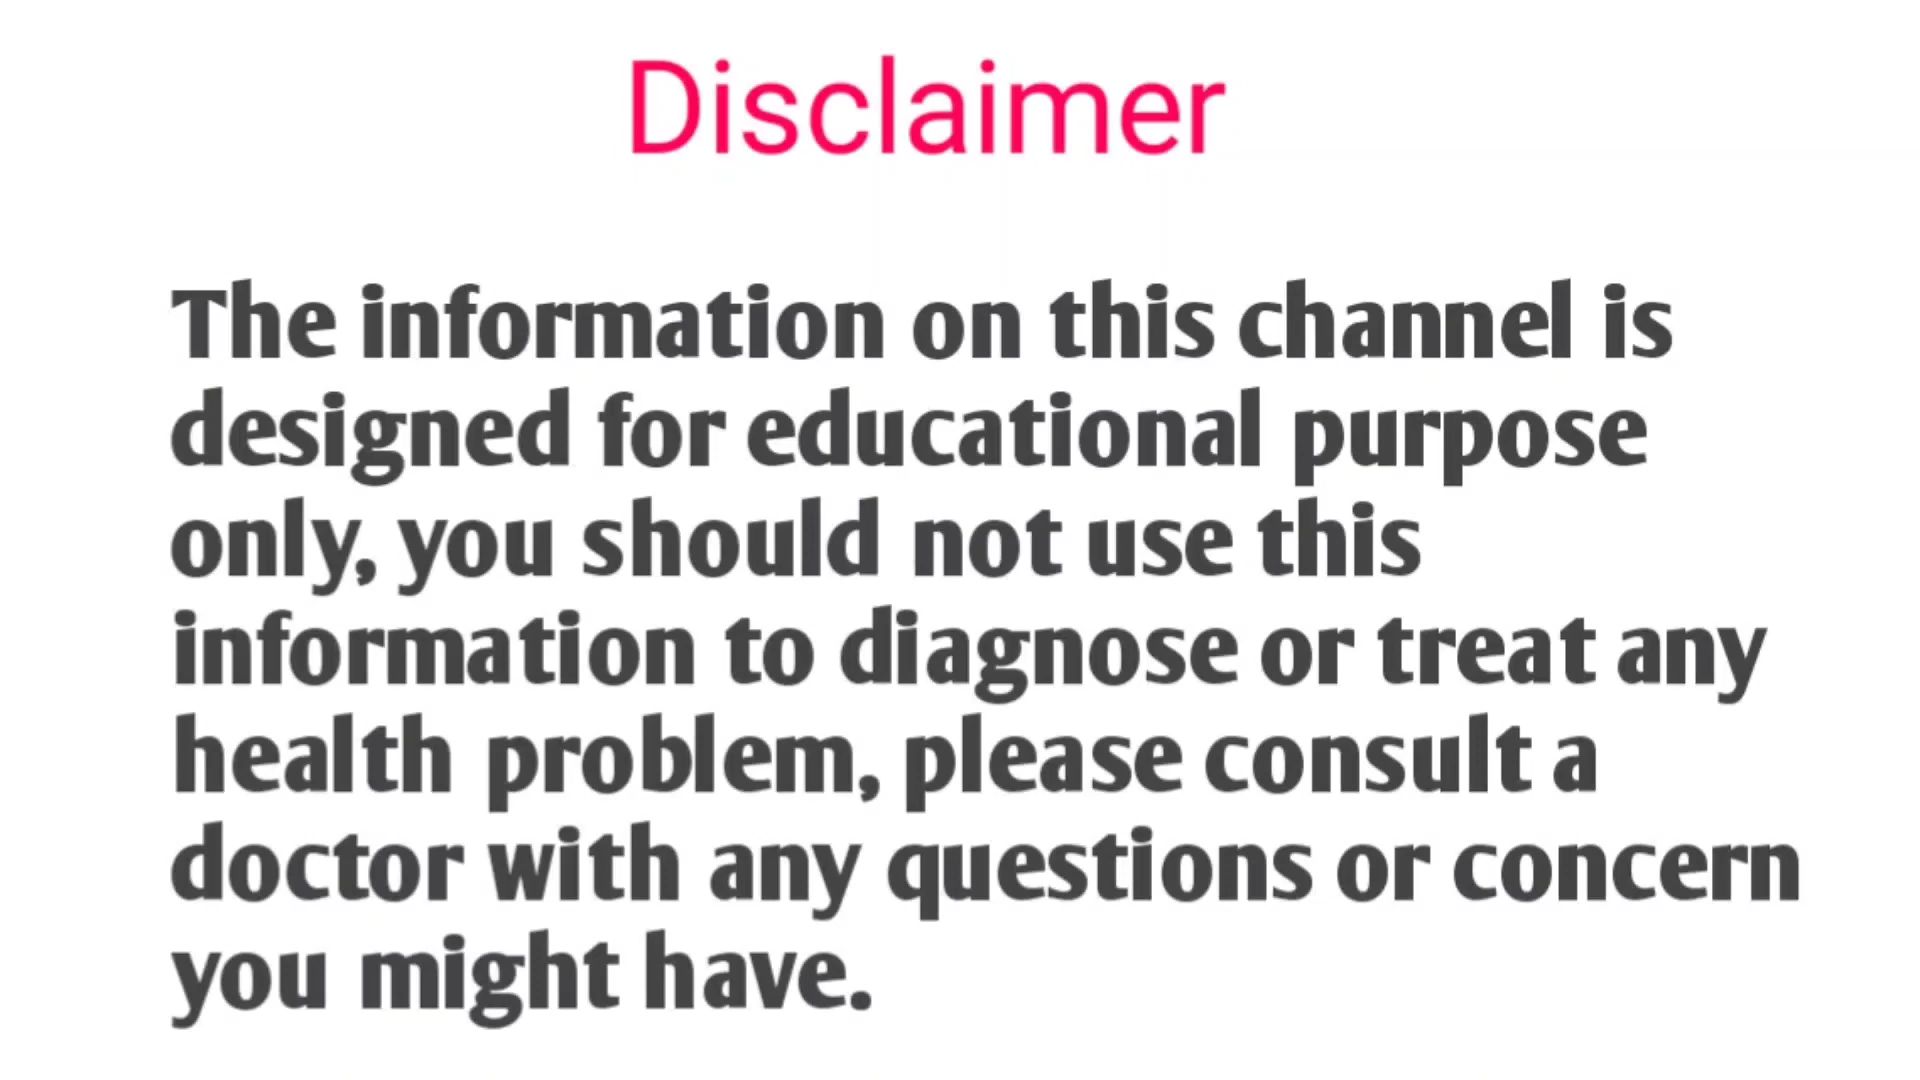 Disclaimer
The information on this channel is
designed for educational purpose
only, you should not use this
information to diagnose or treat any
health problem, please consult a
doctor with any questions or concern
you might have.